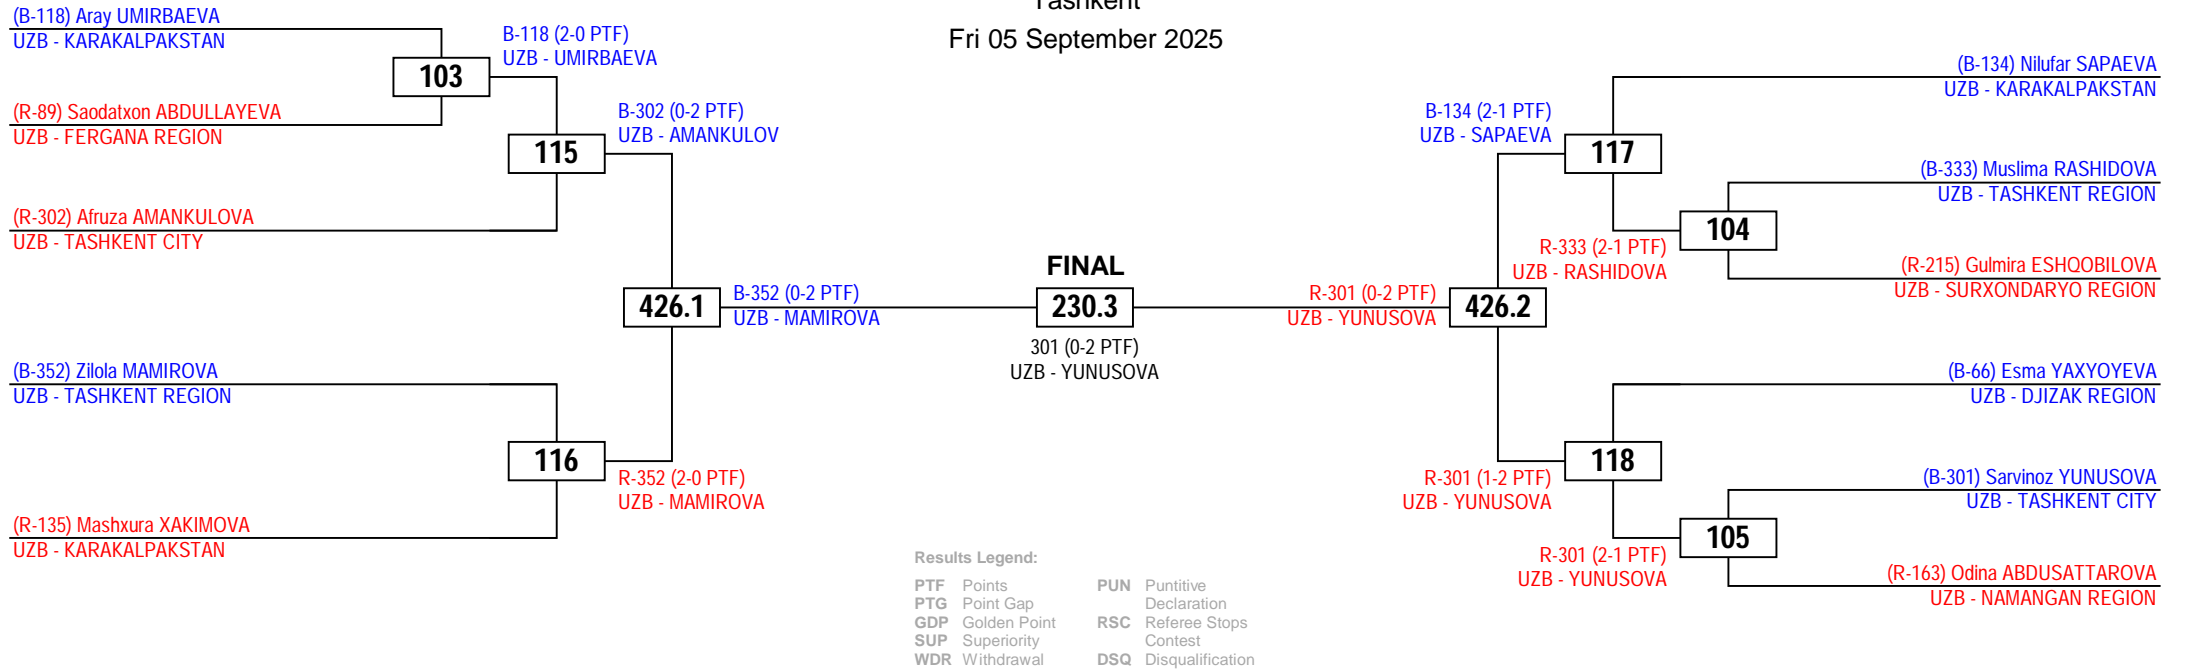 Tashkent
Fri 05 September 2025
(B-118) Aray UMIRBAEVA
UZB - KARAKALPAKSTAN
B-118 (2-0 PTF)
UZB - UMIRBAEVA
103
(R-89) Saodatxon ABDULLAYEVA
UZB - FERGANA REGION
B-302 (0-2 PTF)
UZB - AMANKULOV
115
(R-302) Afruza AMANKULOVA
UZB - TASHKENT CITY
426.1
B-352 (0-2 PTF)
UZB - MAMIROVA
(B-352) Zilola MAMIROVA
UZB - TASHKENT REGION
116
R-352 (2-0 PTF)
UZB - MAMIROVA
(R-135) Mashxura XAKIMOVA
UZB - KARAKALPAKSTAN
FINAL
230.3
301 (0-2 PTF)
UZB - YUNUSOVA
(B-134) Nilufar SAPAEVA
UZB - KARAKALPAKSTAN
B-134 (2-1 PTF)
UZB - SAPAEVA
117
(B-333) Muslima RASHIDOVA
UZB - TASHKENT REGION
104
R-333 (2-1 PTF)
UZB - RASHIDOVA
(R-215) Gulmira ESHQOBILOVA
UZB - SURXONDARYO REGION
R-301 (0-2 PTF)
UZB - YUNUSOVA
426.2
(B-66) Esma YAXYOYEVA
UZB - DJIZAK REGION
118
R-301 (1-2 PTF)
UZB - YUNUSOVA
(B-301) Sarvinoz YUNUSOVA
UZB - TASHKENT CITY
105
R-301 (2-1 PTF)
UZB - YUNUSOVA
(R-163) Odina ABDUSATTAROVA
UZB - NAMANGAN REGION
Results Legend:
PTF Points PUN Puntitive
PTG Point Gap Declaration
GDP Golden Point RSC Referee Stops
SUP Superiority Contest
WDR Withdrawal DSQ Disqualification